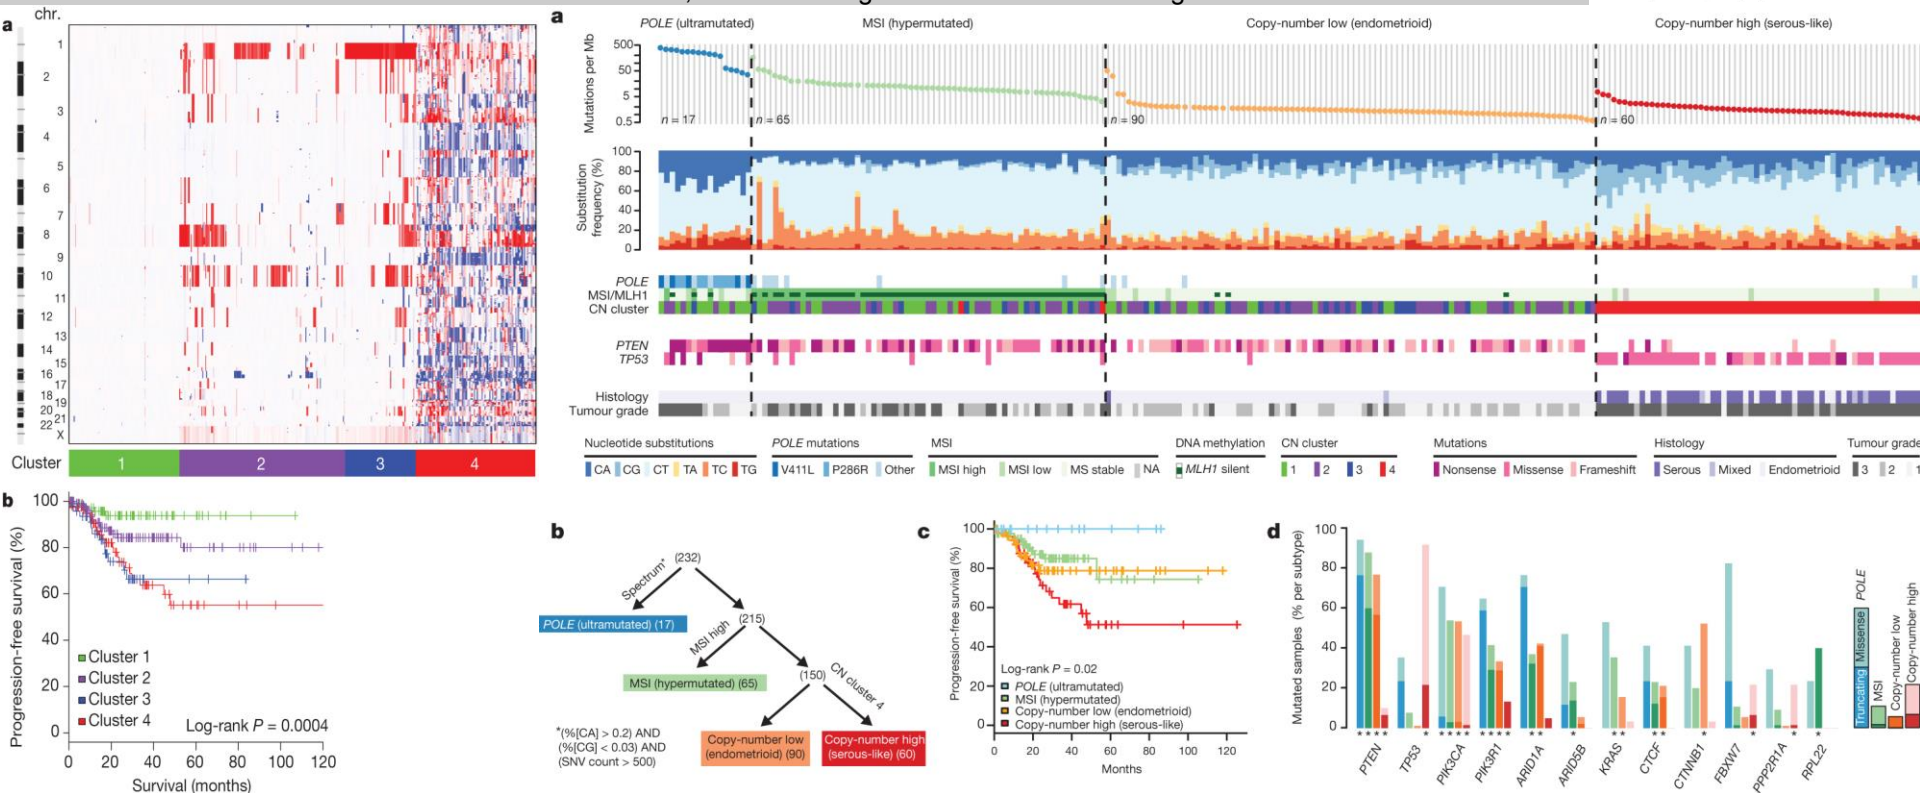 a
chr.
1
2
3
4
5
6
7
8
9
10
11
12
13
14
15
16
17
18
19
20
21
22
X
Cluster 1 2 3 4
b
Progression-free survival (%)
100
80
60
40
20
0
Cluster 1
Cluster 2
Cluster 3
Cluster 4
Log-rank P = 0.0004
0 20 40 60 80 100 120
Survival (months)
a
POLE (ultramutated) MSI (hypermutated) Copy-number low (endometrioid) Copy-number high (serous-like)
Mutations per Mb
500
50
5
0.5
n = 17 n = 65 n = 90 n = 60
Substitution
frequency (%)
100
80
60
40
20
0
POLE
MSI/MLH1
CN cluster
PTEN
TP53
Histology
Tumour grade
Nucleotide substitutions POLE mutations MSI DNA methylation CN cluster Mutations Histology Tumour grade
CA CG CT TA TC TG V411L P286R Other MSI high MSI low MS stable NA MLH1 silent 1 2 3 4 Nonsense Missense Frameshift Serous Mixed Endometrioid 3 2 1
b
(232)
Spectrum*
POLE (ultramutated) (17)
(215)
MSI high
MSI (hypermutated) (65)
(150)
CN cluster 4
*(%[CA] > 0.2) AND
(%[CG] < 0.03) AND
(SNV count > 500)
Copy-number low
(endometrioid) (90)
Copy-number high
(serous-like) (60)
c
Progression-free survival (%)
100
80
60
40
20
0
Log-rank P = 0.02
POLE (ultramutated)
MSI (hypermutated)
Copy-number low (endometrioid)
Copy-number high (serous-like)
0 20 40 60 80 100 120
Months
d
Mutated samples (% per subtype)
100
80
60
40
20
0
* * * * * * * * * * * * * * * * * * * * * * * *
PTEN TP53 PIK3CA PIK3R1 ARID1A ARID5B KRAS CTCF CTNNB1 FBXW7 PPP2R1A RPL22
Truncating Missense POLE
MSI
Copy-number low
Copy-number high